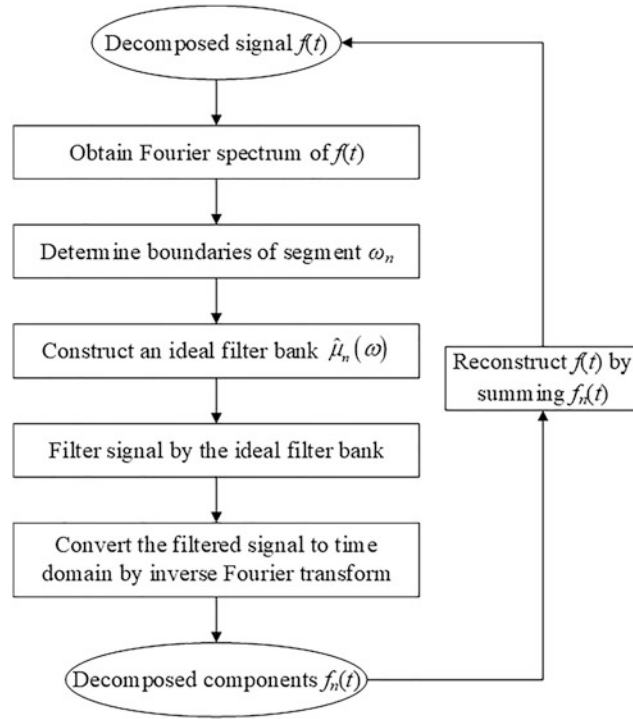 Decomposed signal f(t)
Obtain Fourier spectrum of f(t)
Determine boundaries of segment ωₙ
Construct an ideal filter bank μ̂ₙ(ω)
Filter signal by the ideal filter bank
Convert the filtered signal to time
domain by inverse Fourier transform
Decomposed components fₙ(t)
Reconstruct f(t) by
summing fₙ(t)